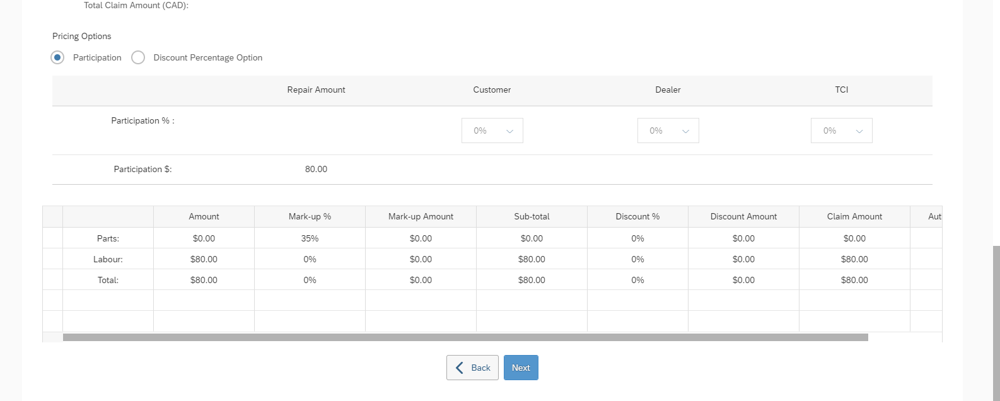 Total Claim Amount (CAD):
Pricing Options
Participation Discount Percentage Option
Repair Amount Customer Dealer TCI
Participation % : 0% 0% 0%
Participation $: 80.00
Amount Mark-up % Mark-up Amount Sub-total Discount % Discount Amount Claim Amount Aut
Parts: $0.00 35% $0.00 $0.00 0% $0.00 $0.00
Labour: $80.00 0% $0.00 $80.00 0% $0.00 $80.00
Total: $80.00 0% $0.00 $80.00 0% $0.00 $80.00
Back Next